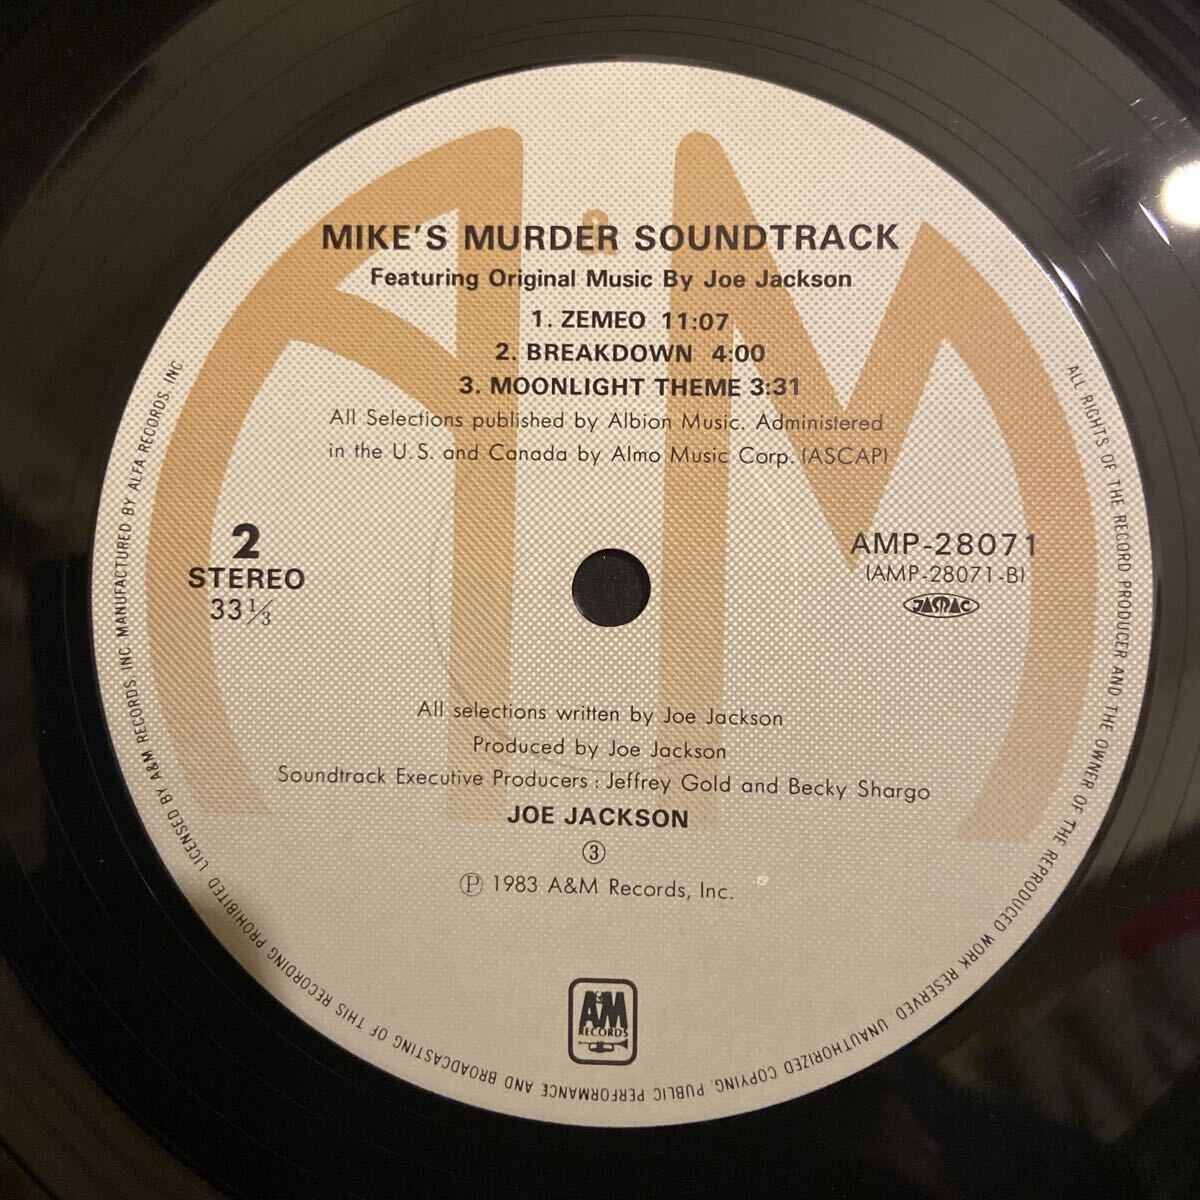 MIKE'S MURDER SOUNDTRACK
Featuring Original Music By Joe Jackson
1. ZEMEO 11:07
2. BREAKDOWN 4:00
3. MOONLIGHT THEME 3:31
All Selections published by Albion Music. Administered
in the U.S. and Canada by Almo Music Corp. (ASCAP)
2
STEREO
33 1/3
AMP-28071
(AMP-28071-B)
JASRAC
All selections written by Joe Jackson
Produced by Joe Jackson
Soundtrack Executive Producers : Jeffrey Gold and Becky Shargo
JOE JACKSON
③
Ⓟ 1983 A&M Records, Inc.
A&M
RECORDS
ALL RIGHTS OF THE RECORD PRODUCER AND THE OWNER OF THE REPRODUCED WORK RESERVED. UNAUTHORIZED COPYING, PUBLIC PERFORMANCE AND BROADCASTING OF THIS RECORDING PROHIBITED LICENSED BY A&M RECORDS, INC. MANUFACTURED BY ALFA RECORDS, INC